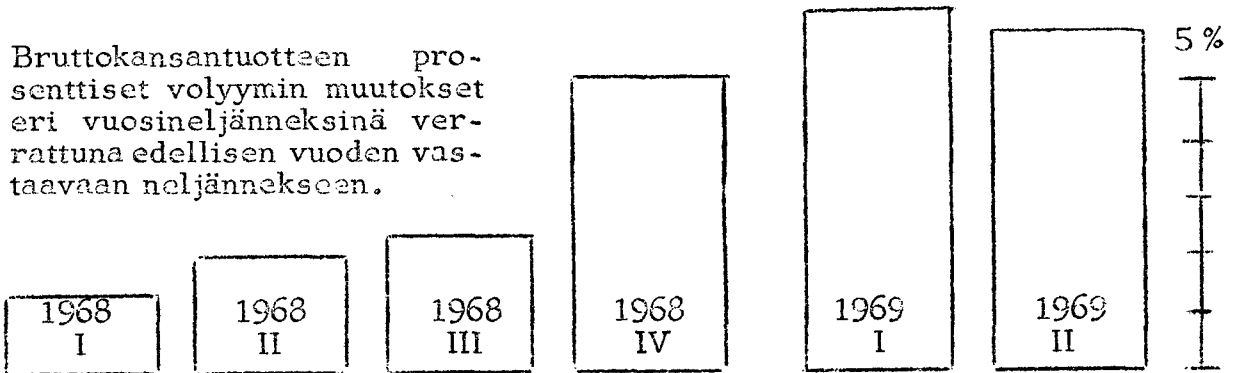 Bruttokansantuotteen pro-
senttiset volyymin muutokset
eri vuosineljänneksinä ver-
rattuna edellisen vuoden vas-
taavaan neljännekseen.
5 %
1968
I
1968
II
1968
III
1968
IV
1969
I
1969
II